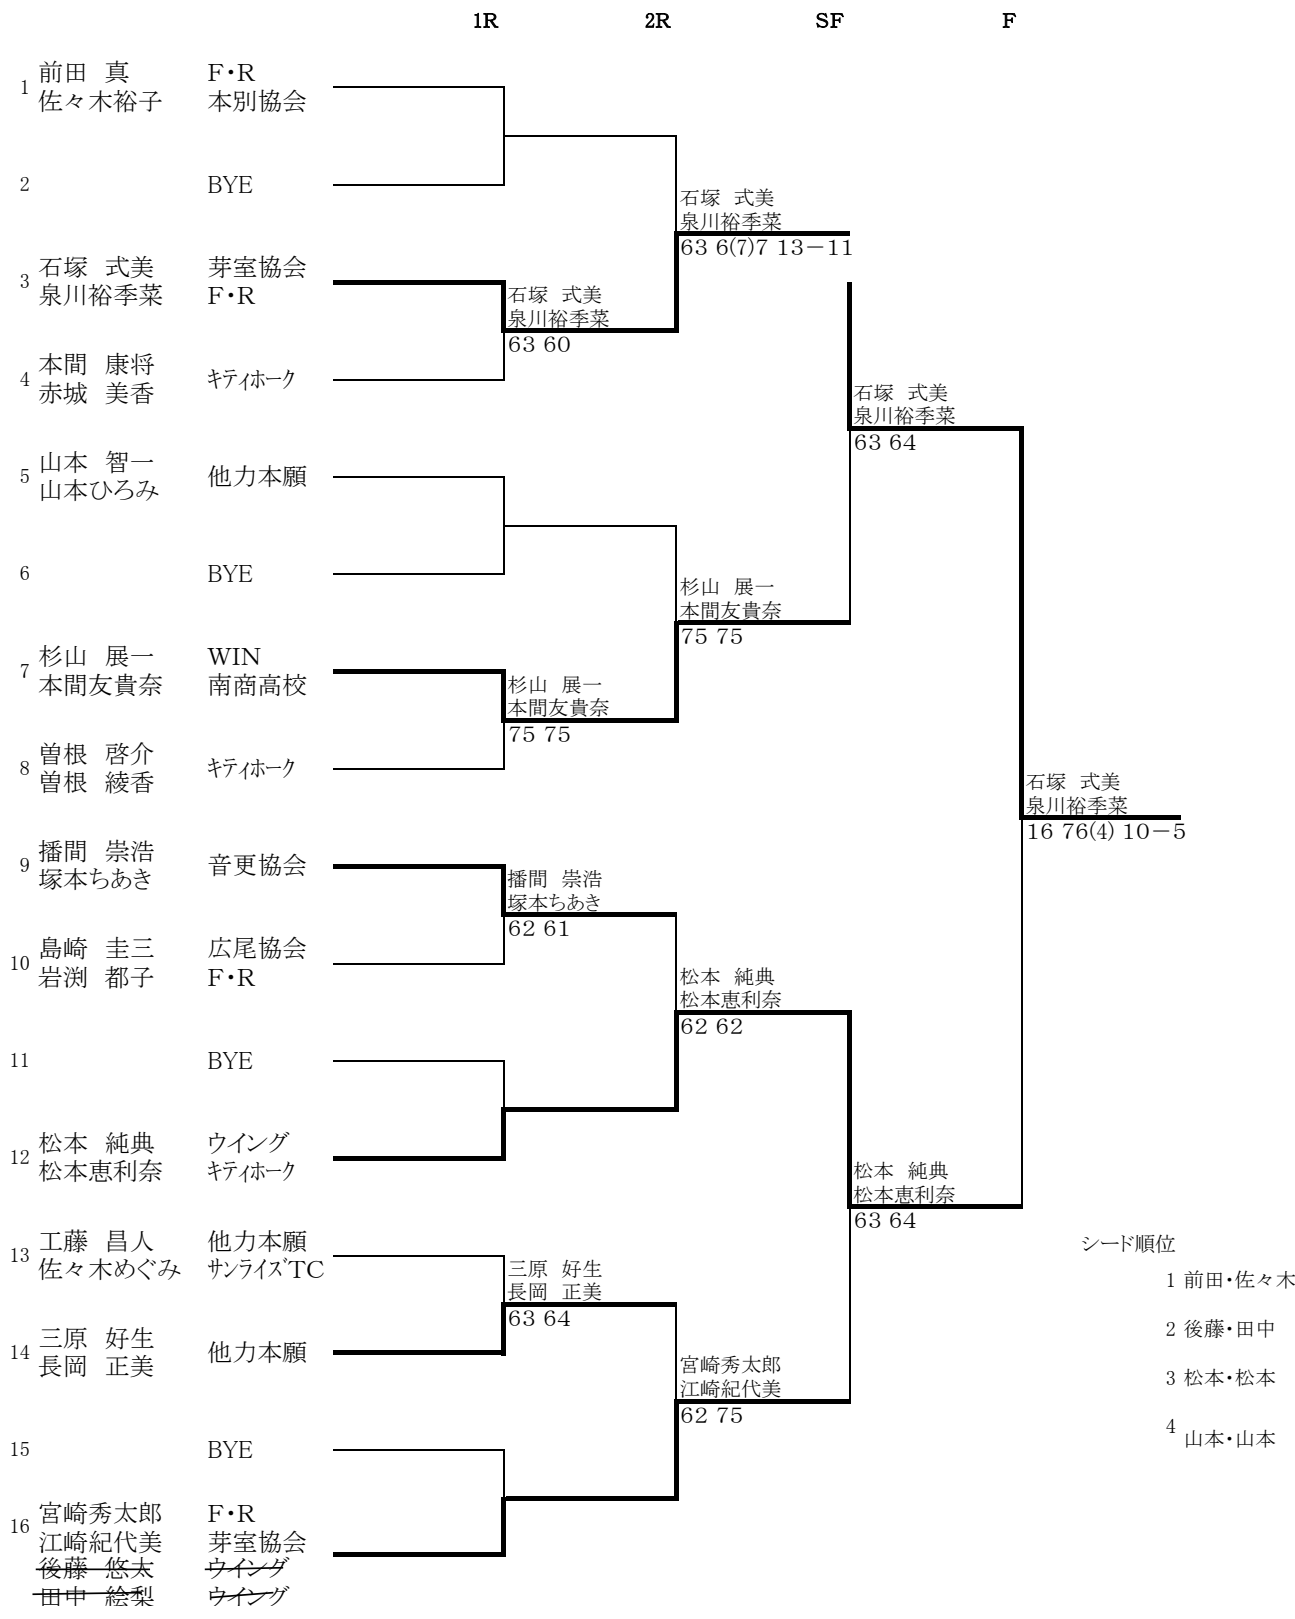 1R 2R SF F
1 前田 真 F・R
佐々木裕子 本別協会
2 BYE
石塚 式美
泉川裕季菜
63 6(7)7 13－11
3 石塚 式美 芽室協会
泉川裕季菜 F・R
石塚 式美
泉川裕季菜
63 60
4 本間 康将 キティホーク
赤城 美香
石塚 式美
泉川裕季菜
63 64
5 山本 智一 他力本願
山本ひろみ
6 BYE
杉山 展一
本間友貴奈
75 75
7 杉山 展一 WIN
本間友貴奈 南商高校
杉山 展一
本間友貴奈
75 75
8 曽根 啓介 キティホーク
曽根 綾香
石塚 式美
泉川裕季菜
16 76(4) 10－5
9 播間 崇浩 音更協会
塚本ちあき
播間 崇浩
塚本ちあき
62 61
10 島崎 圭三 広尾協会
岩渕 都子 F・R
松本 純典
松本恵利奈
62 62
11 BYE
12 松本 純典 ウイング
松本恵利奈 キティホーク
松本 純典
松本恵利奈
63 64
13 工藤 昌人 他力本願
佐々木めぐみ サンライズTC
三原 好生
長岡 正美
63 64
14 三原 好生 他力本願
長岡 正美
宮崎秀太郎
江崎紀代美
62 75
15 BYE
16 宮崎秀太郎 F・R
江崎紀代美 芽室協会
後藤 悠太 ウイング
田中 絵梨 ウイング
シード順位
1 前田・佐々木
2 後藤・田中
3 松本・松本
4 山本・山本